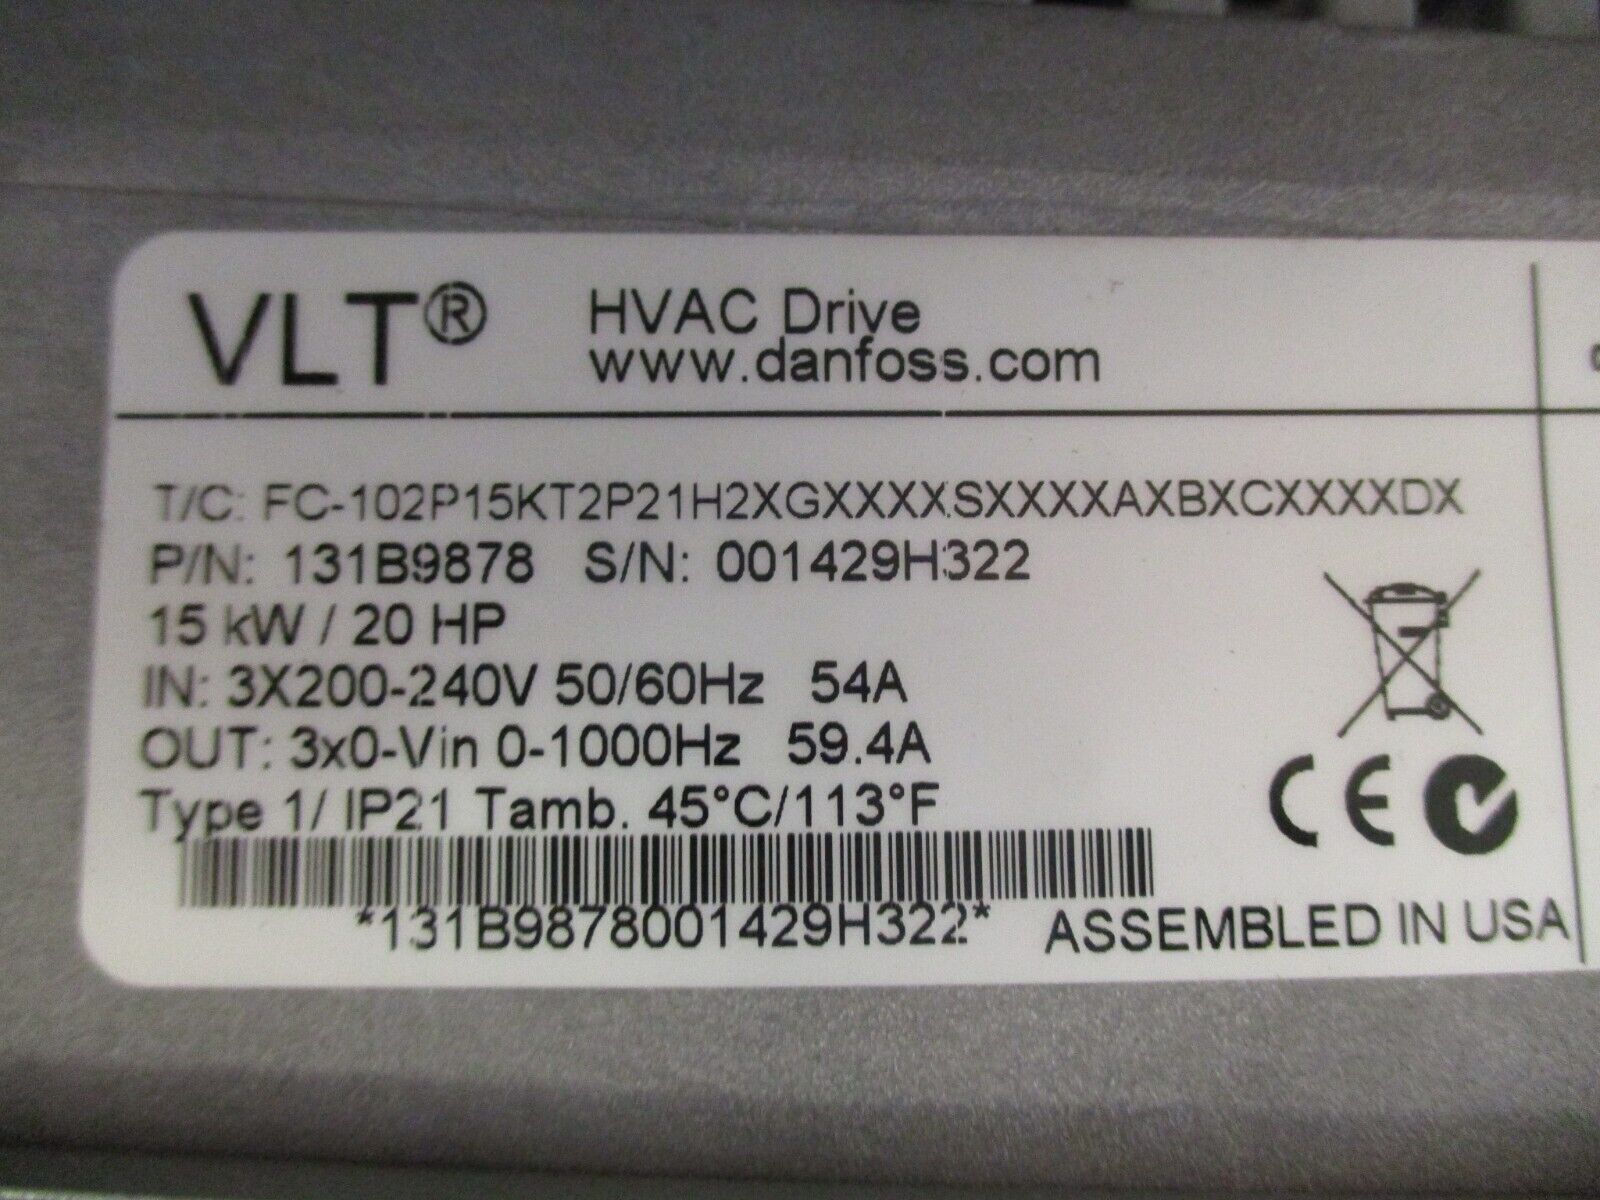 VLT® HVAC Drive
www.danfoss.com
T/C: FC-102P15KT2P21H2XGXXXXSXXXXAXBXCXXXXDX
P/N: 131B9878 S/N: 001429H322
15 kW / 20 HP
IN: 3X200-240V 50/60Hz 54A
OUT: 3x0-Vin 0-1000Hz 59.4A
Type 1/ IP21 Tamb. 45°C/113°F
CE
*131B9878001429H322* ASSEMBLED IN USA